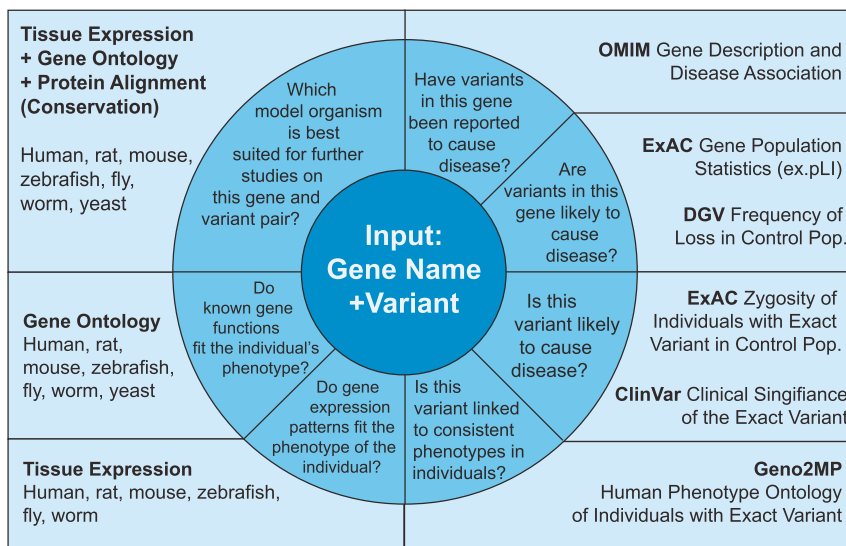 Tissue Expression
+ Gene Ontology
+ Protein Alignment
(Conservation)
Human, rat, mouse,
zebrafish, fly,
worm, yeast
Which
model organism
is best
suited for further
studies on
this gene and
variant pair?
Have variants
in this gene
been reported
to cause
disease?
OMIM Gene Description and
Disease Association
Are
variants in this
gene likely to
cause
disease?
ExAC Gene Population
Statistics (ex.pLI)
DGV Frequency of
Loss in Control Pop.
Input:
Gene Name
+Variant
Is this
variant likely
to cause
disease?
ExAC Zygosity of
Individuals with Exact
Variant in Control Pop.
ClinVar Clinical Singifiance
of the Exact Variant
Do
known gene
functions
fit the individual's
phenotype?
Gene Ontology
Human, rat,
mouse, zebrafish,
fly, worm, yeast
Do gene
expression
patterns fit the
phenotype of the
individual?
Is this
variant linked
to consistent
phenotypes in
individuals?
Tissue Expression
Human, rat, mouse, zebrafish,
fly, worm
Geno2MP
Human Phenotype Ontology
of Individuals with Exact Variant